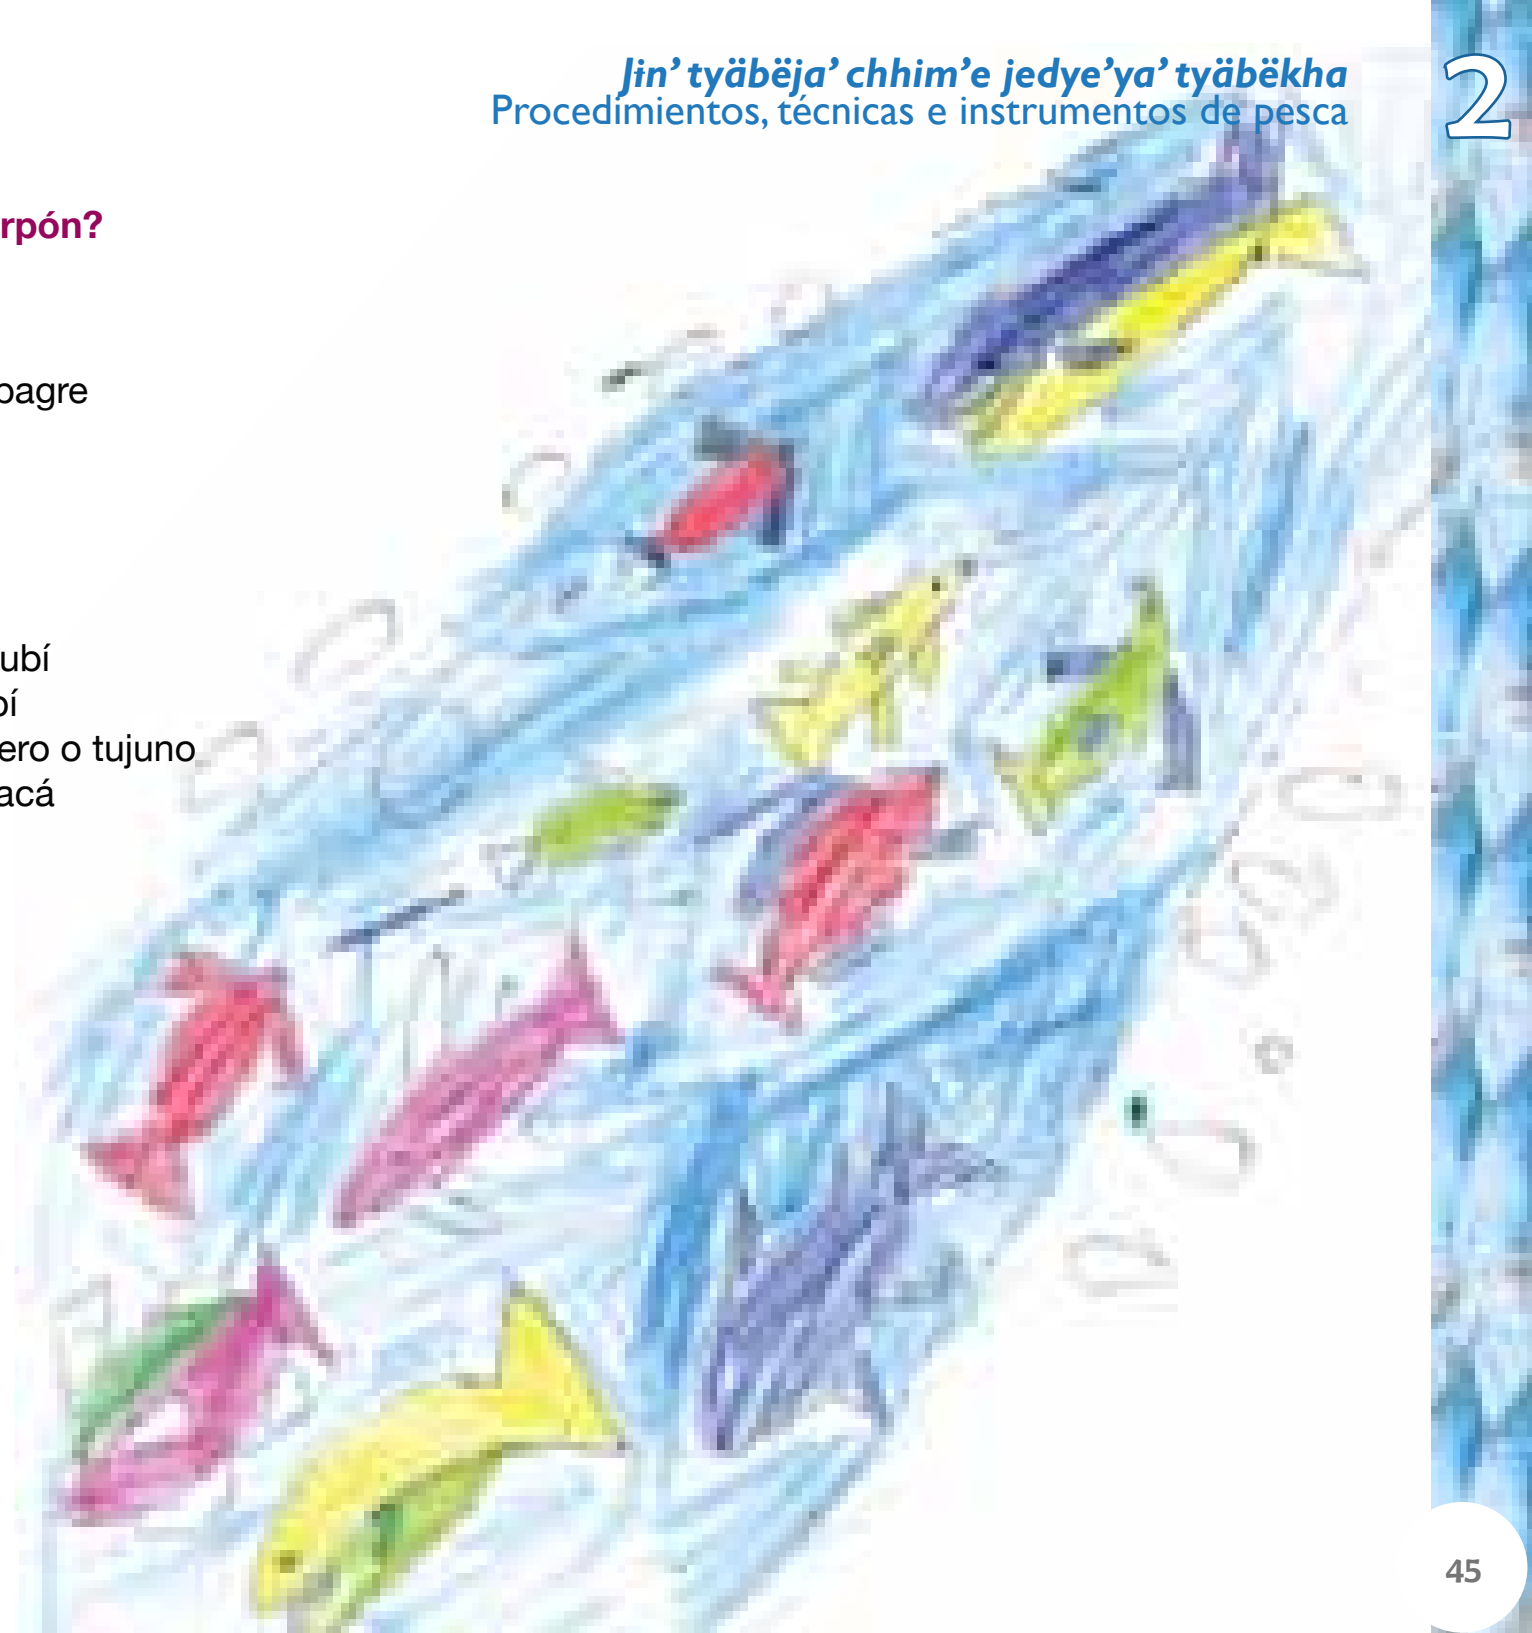 Jɨn’ tyäbëja’ chhim’e jedye’ya’ tyäbëkha
Procedimientos, técnicas e instrumentos de pesca
2
rpón?
bagre
ubí
bí
ero o tujuno
acá
45